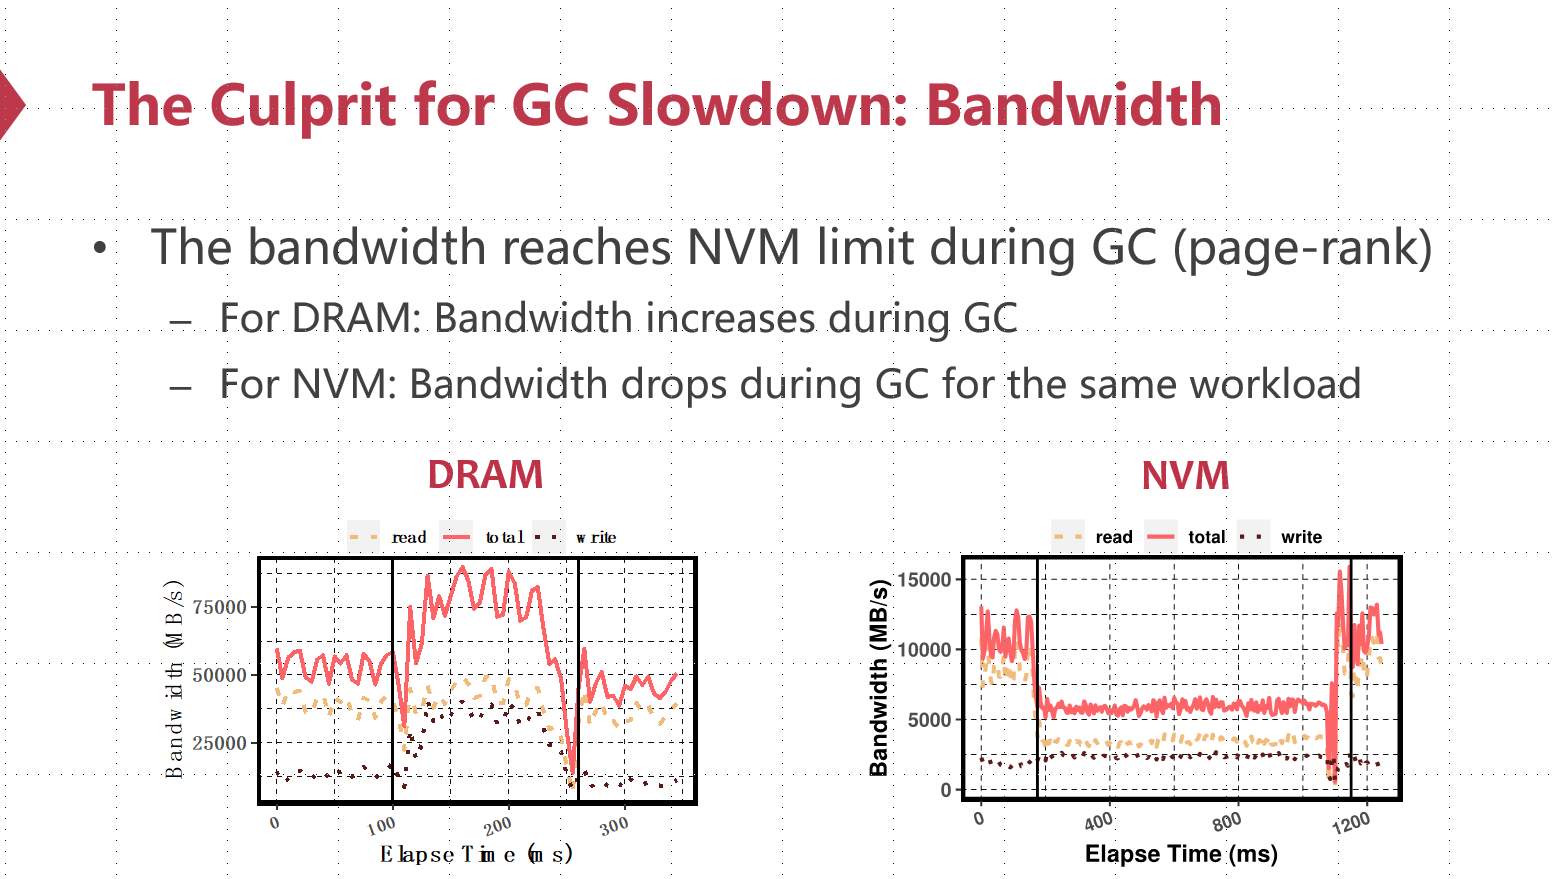 The Culprit for GC Slowdown: Bandwidth
• The bandwidth reaches NVM limit during GC (page-rank)
– For DRAM: Bandwidth increases during GC
– For NVM: Bandwidth drops during GC for the same workload
DRAM
read total write
Bandwidth (MB/s)
75000
50000
25000
0 100 200 300
Elapse Time (ms)
NVM
read total write
Bandwidth (MB/s)
15000
10000
5000
0
0 400 800 1200
Elapse Time (ms)